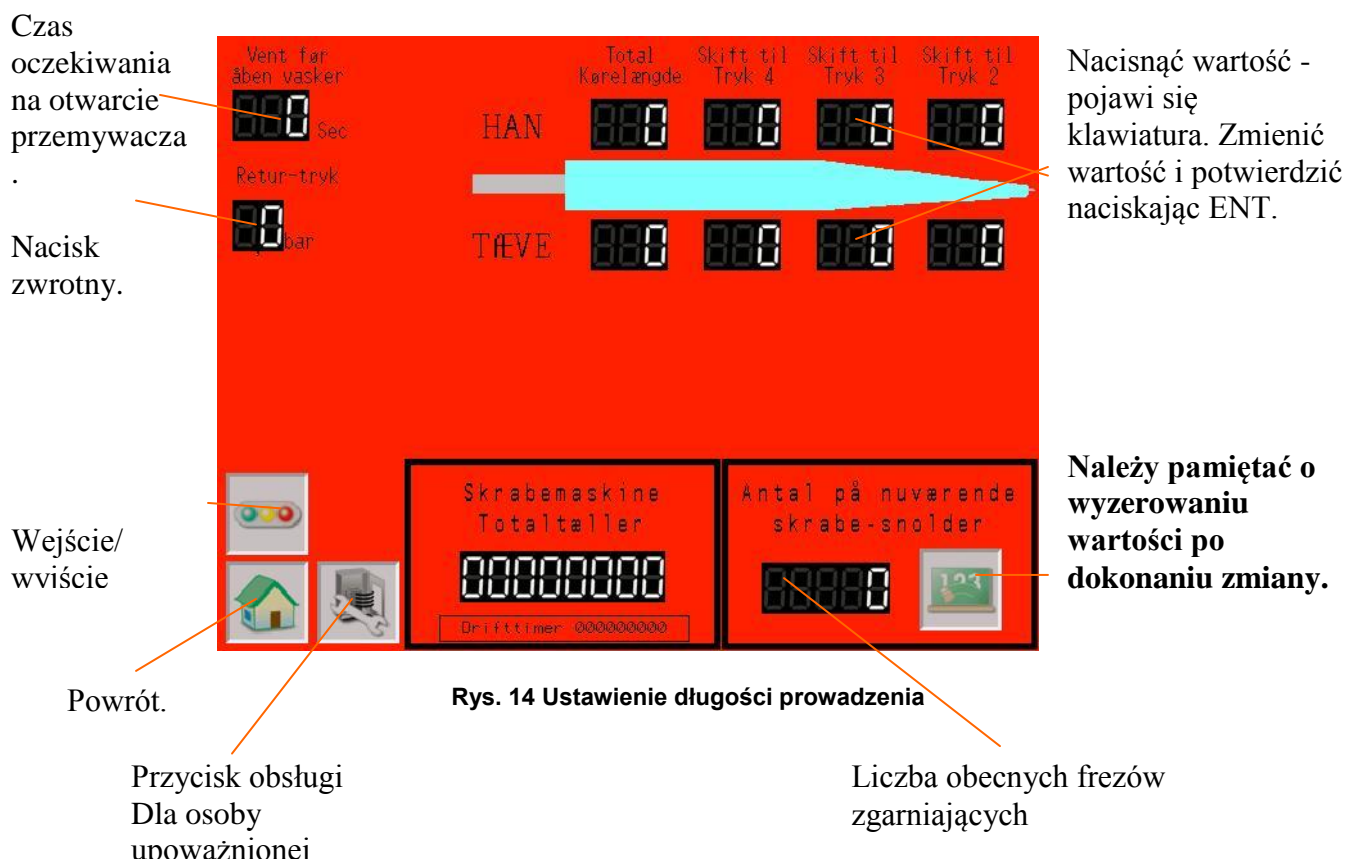 Czas
oczekiwania
na otwarcie
przemywacza
.
Nacisk
zwrotny.
Wejście/
wyjście
Vent før
åben vasker
0 Sec
Retur-tryk
0 bar
Total
Kørelængde
Skift til
Tryk 4
Skift til
Tryk 3
Skift til
Tryk 2
HAN
0 0 0 0
TÆVE
0 0 0 0
Nacisnąć wartość -
pojawi się
klawiatura. Zmienić
wartość i potwierdzić
naciskając ENT.
Skrabemaskine
Totaltæller
00000000
Drifttimer 000000000
Antal på nuværende
skrabe-snolder
0
123
Należy pamiętać o
wyzerowaniu
wartości po
dokonaniu zmiany.
Powrót.
Rys. 14 Ustawienie długości prowadzenia
Przycisk obsługi
Dla osoby
upoważnionej
Liczba obecnych frezów
zgarniających